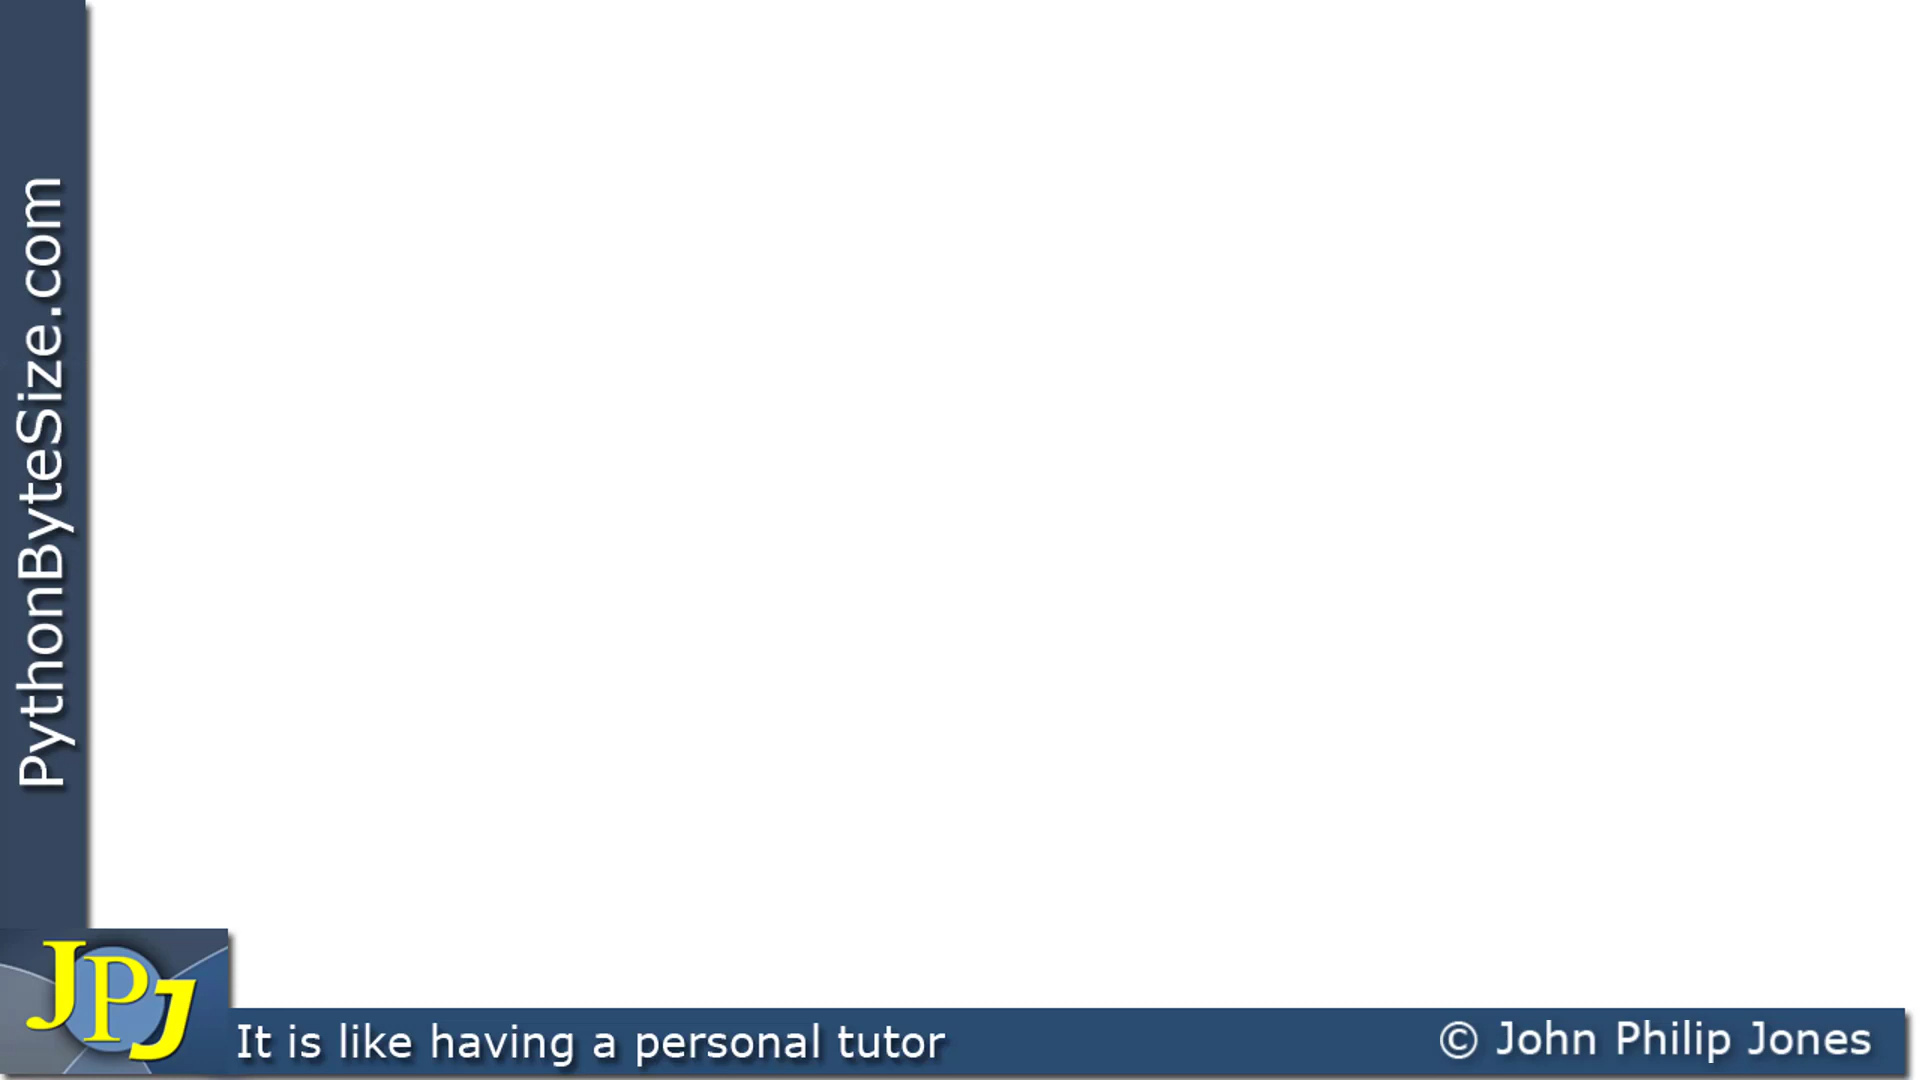 PythonByteSize.com
JPJ
It is like having a personal tutor
© John Philip Jones